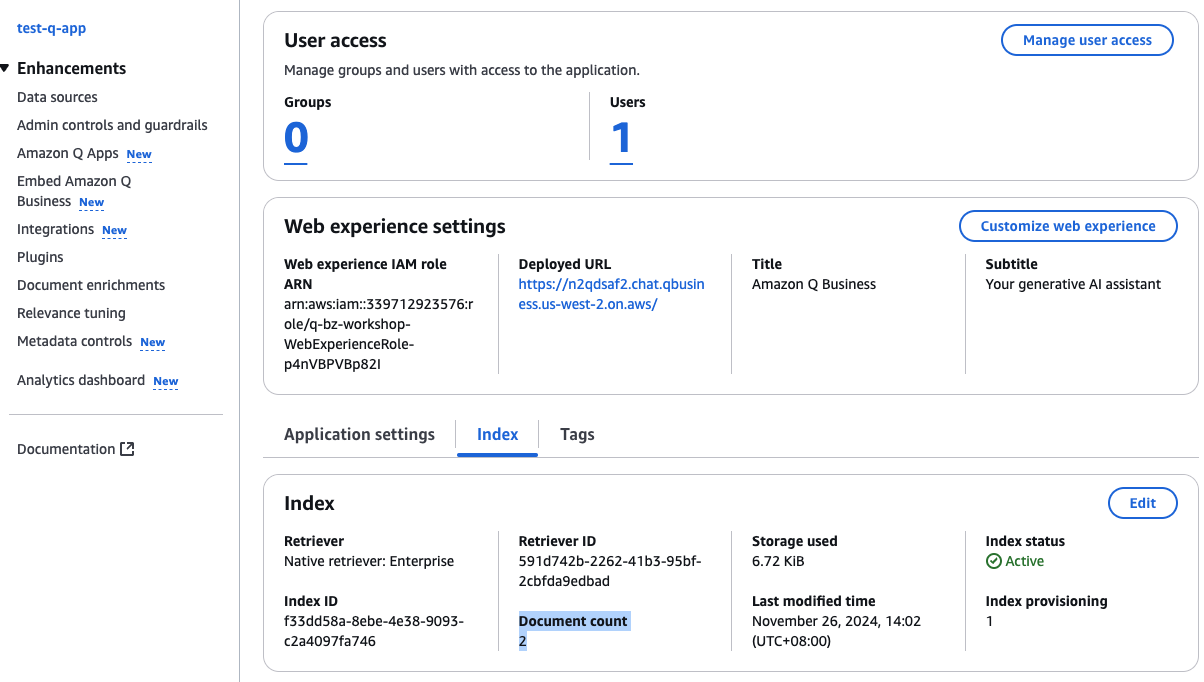 test-q-app
Enhancements
Data sources
Admin controls and guardrails
Amazon Q Apps New
Embed Amazon Q
Business New
Integrations New
Plugins
Document enrichments
Relevance tuning
Metadata controls New
Analytics dashboard New
Documentation
User access
Manage user access
Manage groups and users with access to the application.
Groups
0
Users
1
Web experience settings
Customize web experience
Web experience IAM role
ARN
arn:aws:iam::339712923576:r
ole/q-bz-workshop-
WebExperienceRole-
p4nVBPVBp82I
Deployed URL
https://n2qdsaf2.chat.qbusin
ess.us-west-2.on.aws/
Title
Amazon Q Business
Subtitle
Your generative AI assistant
Application settings
Index
Tags
Index
Edit
Retriever
Native retriever: Enterprise
Index ID
f33dd58a-8ebe-4e38-9093-
c2a4097fa746
Retriever ID
591d742b-2262-41b3-95bf-
2cbfda9edbad
Document count
2
Storage used
6.72 KiB
Last modified time
November 26, 2024, 14:02
(UTC+08:00)
Index status
Active
Index provisioning
1